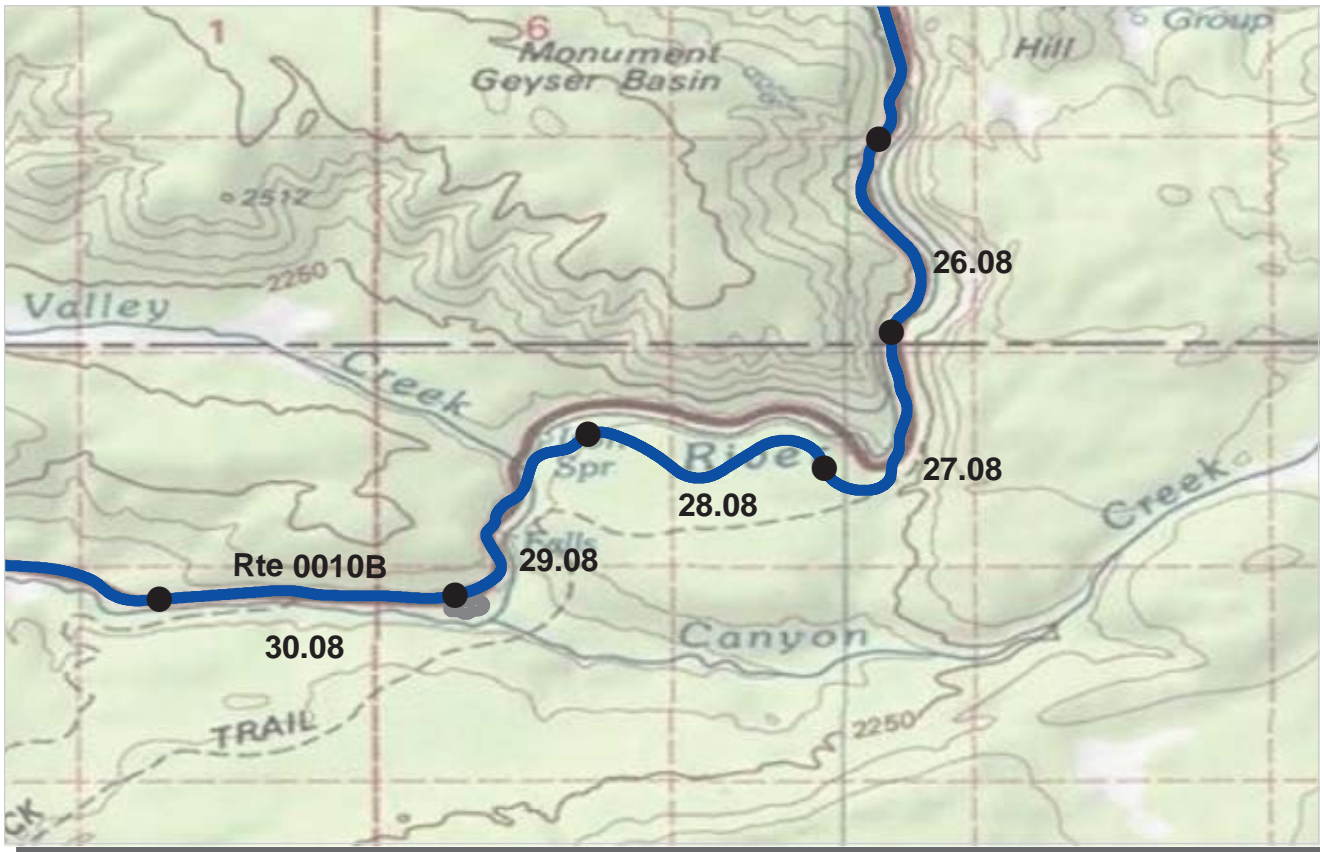 1
6
Monument
Geyser Basin
Hill
Group
2512
2250
26.08
Valley
Creek
River
Spr
27.08
28.08
Creek
Falls
29.08
Rte 0010B
30.08
Canyon
TRAIL
2250
CK